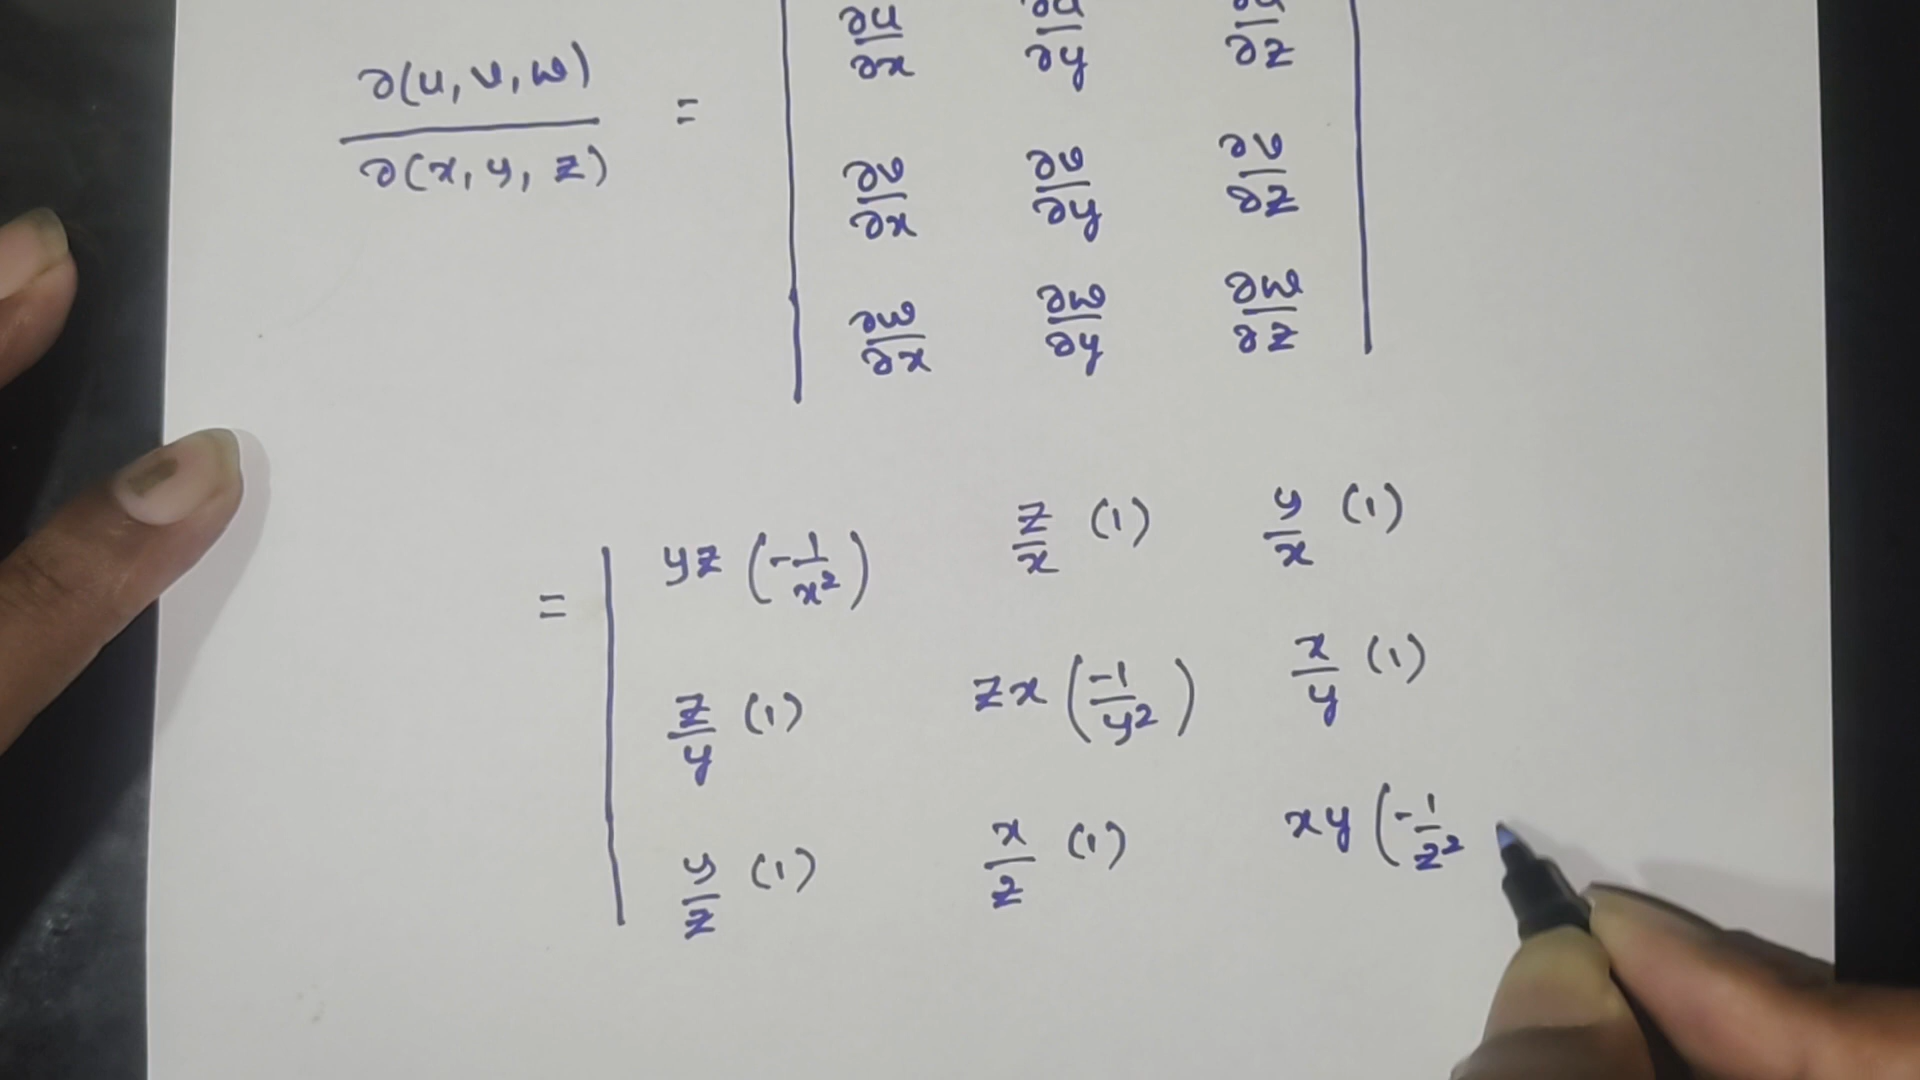 ∂(u, v, w) / ∂(x, y, z) = | ∂u/∂x ∂u/∂y ∂u/∂z |
| ∂v/∂x ∂v/∂y ∂v/∂z |
| ∂w/∂x ∂w/∂y ∂w/∂z |
= | yz (-1/x²) z/x (1) y/x (1)
| z/y (1) zx (-1/y²) x/y (1)
| y/z (1) x/z (1) xy (-1/z²